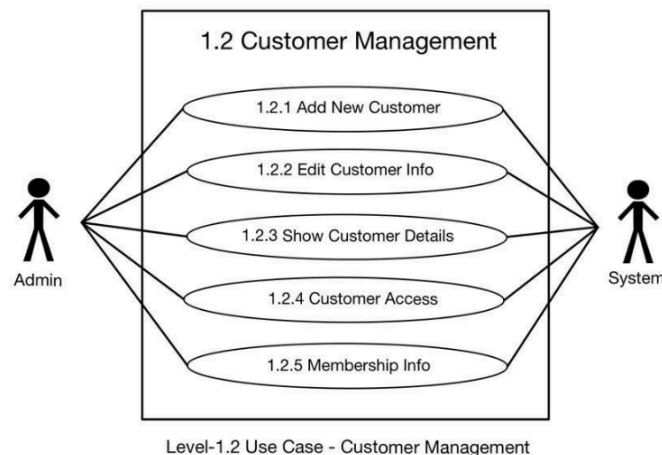 1.2 Customer Management
1.2.1 Add New Customer
1.2.2 Edit Customer Info
1.2.3 Show Customer Details
Admin
System
1.2.4 Customer Access
1.2.5 Membership Info
Level-1.2 Use Case - Customer Management